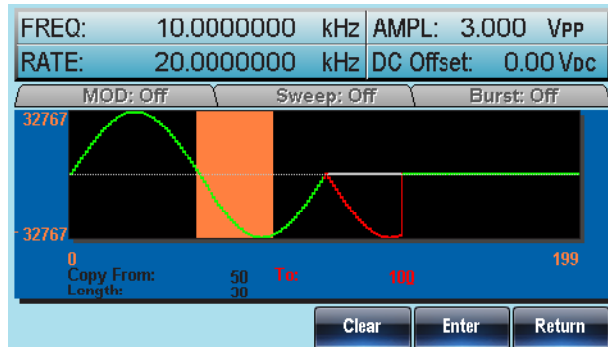 FREQ: 10.0000000 kHz AMPL: 3.000 VPP
RATE: 20.0000000 kHz DC Offset: 0.00 VDC
MOD: Off Sweep: Off Burst: Off
32767
- 32767
0 199
Copy From: 50 To: 100
Length: 30
Clear Enter Return